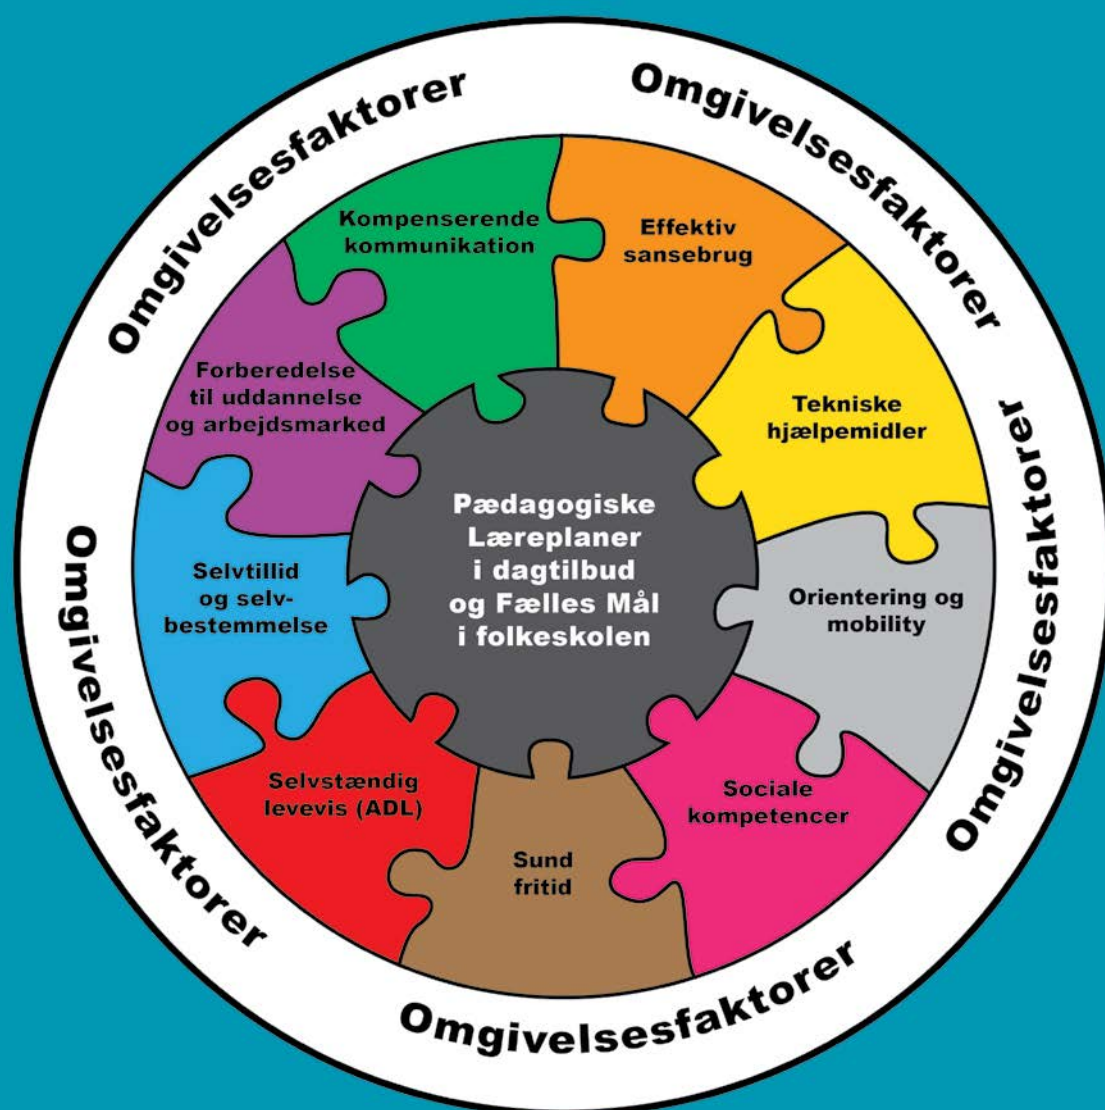 Omgivelsesfaktorer
Omgivelsesfaktorer
Omgivelsesfaktorer
Omgivelsesfaktorer
Omgivelsesfaktorer
Kompenserende
kommunikation
Effektiv
sansebrug
Tekniske
hjælpemidler
Orientering og
mobility
Sociale
kompetencer
Sund
fritid
Selvstændig
levevis (ADL)
Selvtillid
og selv-
bestemmelse
Forberedelse
til uddannelse
og arbejdsmarked
Pædagogiske
Læreplaner
i dagtilbud
og Fælles Mål
i folkeskolen